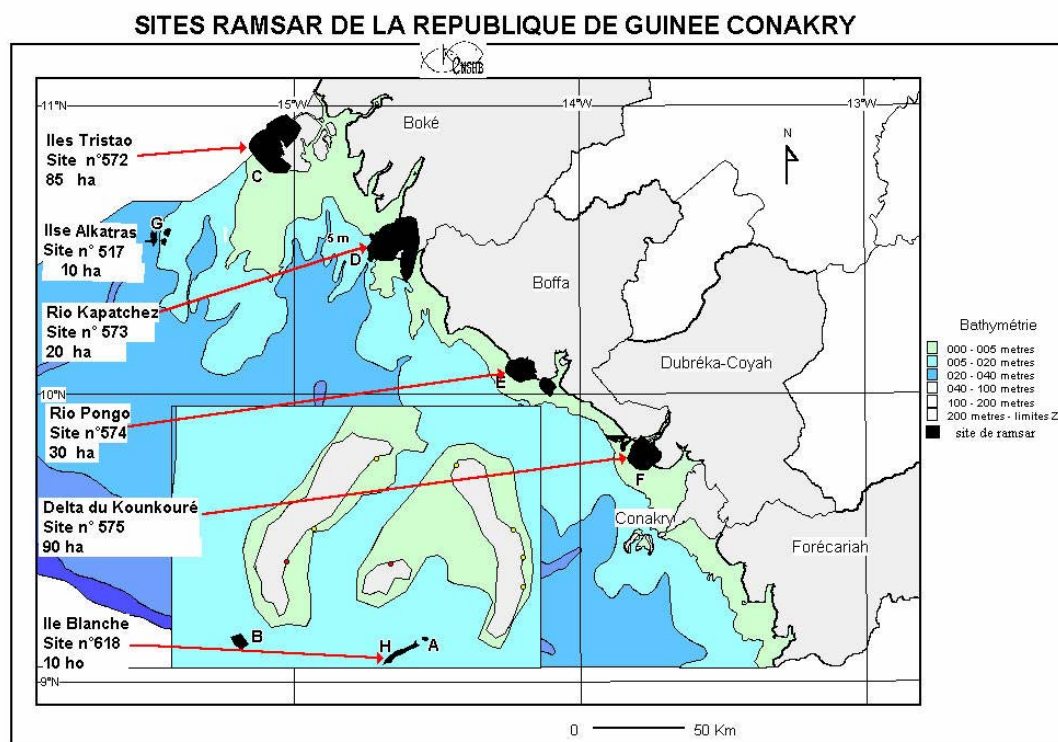 SITES RAMSAR DE LA REPUBLIQUE DE GUINEE CONAKRY
CNSHB
11°N
15°W
14°W
13°W
Boké
N
Iles Tristao
Site n°572
85 ha
C
Ilse Alkatras
Site n° 517
10 ha
G
5 m
D
Rio Kapatchez
Site n° 573
20 ha
Boffa
Dubréka-Coyah
Bathymétrie
000 - 005 metres
005 - 020 metres
020 - 040 metres
040 - 100 metres
100 - 200 metres
200 metres - limites Z
site de ramsar
E
10°N
Rio Pongo
Site n°574
30 ha
F
Delta du Kounkouré
Site n° 575
90 ha
Conakry
Forécariah
Ile Blanche
Site n°618
10 ho
B
H
A
9°N
0
50 Km